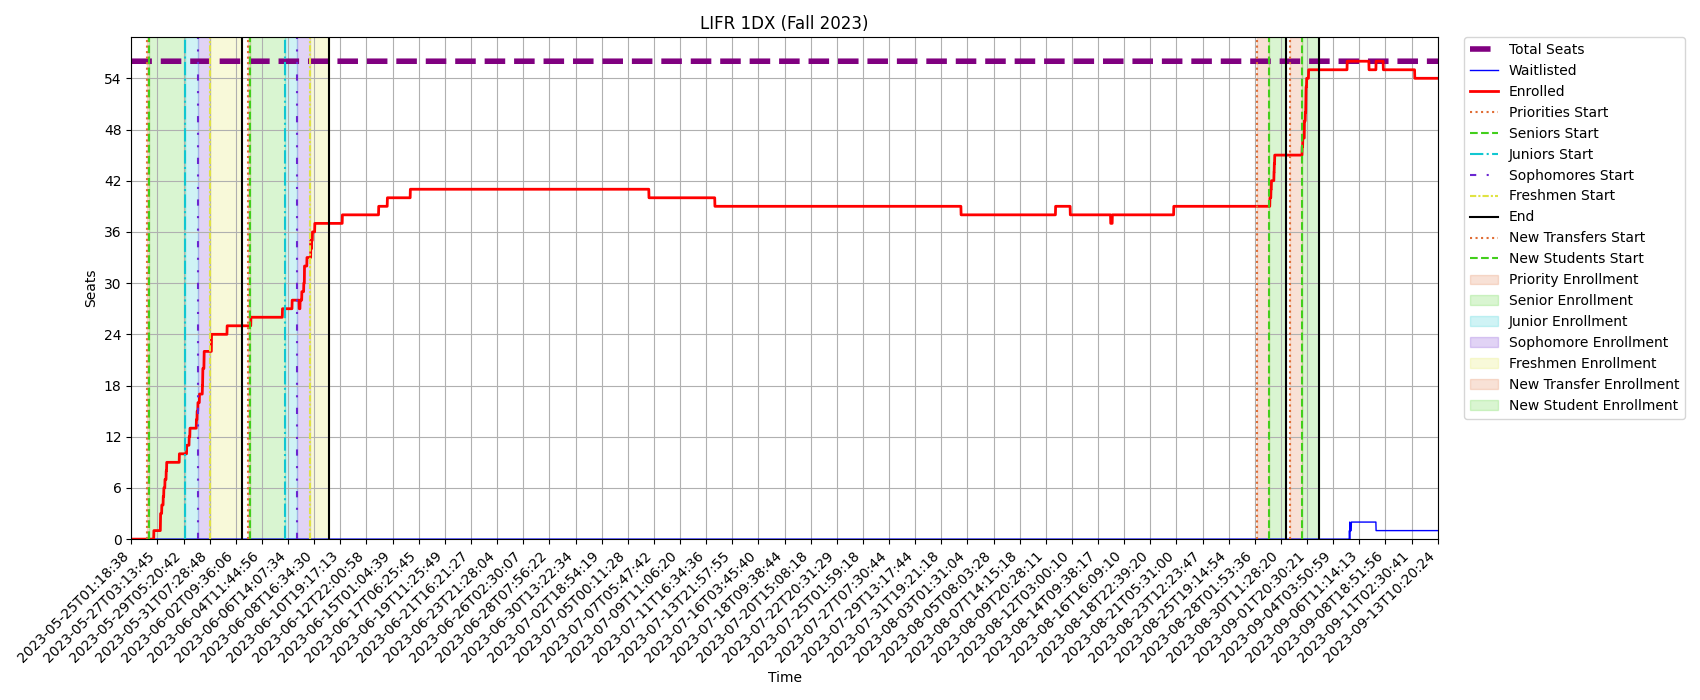 LIFR 1DX (Fall 2023)
Total Seats
Waitlisted
Enrolled
Priorities Start
Seniors Start
Juniors Start
Sophomores Start
Freshmen Start
End
New Transfers Start
New Students Start
Priority Enrollment
Senior Enrollment
Junior Enrollment
Sophomore Enrollment
Freshmen Enrollment
New Transfer Enrollment
New Student Enrollment
Seats
54
48
42
36
30
24
18
12
6
0
2023-05-25T01:18:38
2023-05-27T03:13:45
2023-05-29T05:20:42
2023-05-31T07:28:48
2023-06-02T09:36:06
2023-06-04T11:44:56
2023-06-06T14:07:34
2023-06-08T16:34:30
2023-06-10T19:17:13
2023-06-12T22:00:58
2023-06-15T01:04:39
2023-06-17T06:25:45
2023-06-19T11:25:49
2023-06-21T16:21:27
2023-06-23T21:28:04
2023-06-26T02:30:07
2023-06-28T07:56:22
2023-06-30T13:22:34
2023-07-02T18:54:19
2023-07-05T00:11:28
2023-07-07T05:47:42
2023-07-09T11:06:20
2023-07-11T16:34:36
2023-07-13T21:57:55
2023-07-16T03:45:40
2023-07-18T09:38:44
2023-07-20T15:08:18
2023-07-22T20:31:29
2023-07-25T01:59:18
2023-07-27T07:30:44
2023-07-29T13:17:44
2023-07-31T19:21:18
2023-08-03T01:31:04
2023-08-05T08:03:28
2023-08-07T14:15:18
2023-08-09T20:28:11
2023-08-12T03:00:10
2023-08-14T09:38:17
2023-08-16T16:09:10
2023-08-18T22:39:20
2023-08-21T05:31:00
2023-08-23T12:23:47
2023-08-25T19:14:54
2023-08-28T01:53:36
2023-08-30T11:28:20
2023-09-01T20:30:21
2023-09-04T03:50:59
2023-09-06T11:14:13
2023-09-08T18:51:56
2023-09-11T02:30:41
2023-09-13T10:20:24
Time